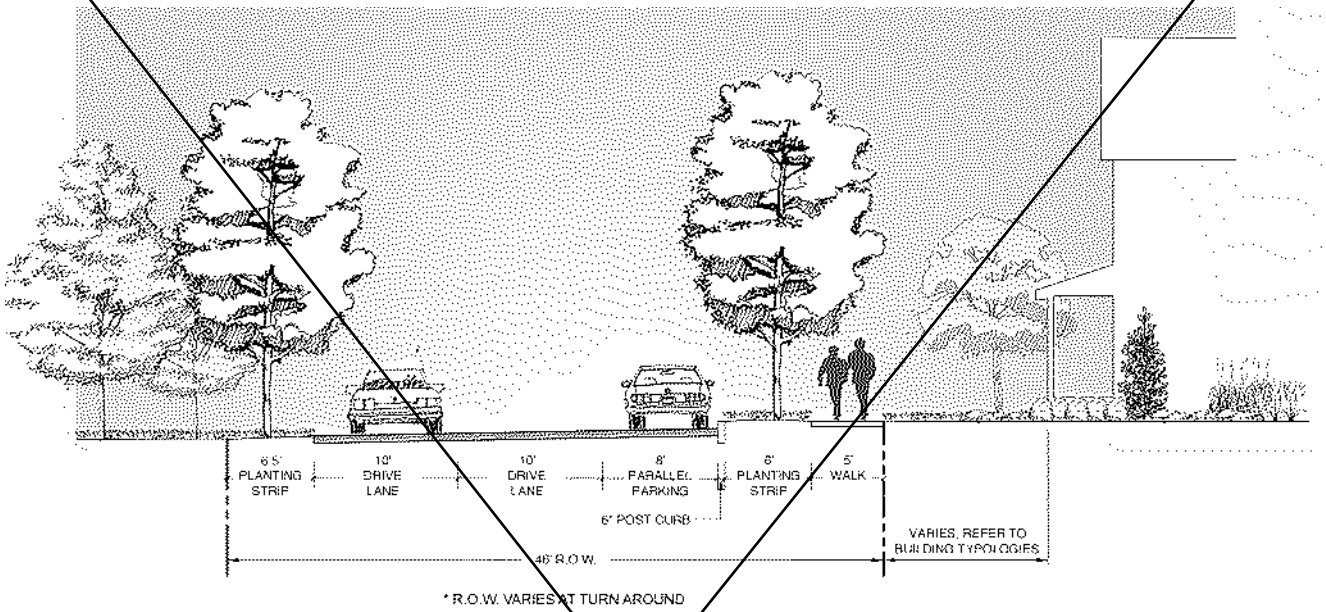 6.5'
PLANTING
STRIP
10'
DRIVE
LANE
10'
DRIVE
LANE
8'
PARALLEL
PARKING
6'
PLANTING
STRIP
5'
WALK
6" POST CURB
VARIES, REFER TO
BUILDING TYPOLOGIES
46' R.O.W.
* R.O.W. VARIES AT TURN AROUND